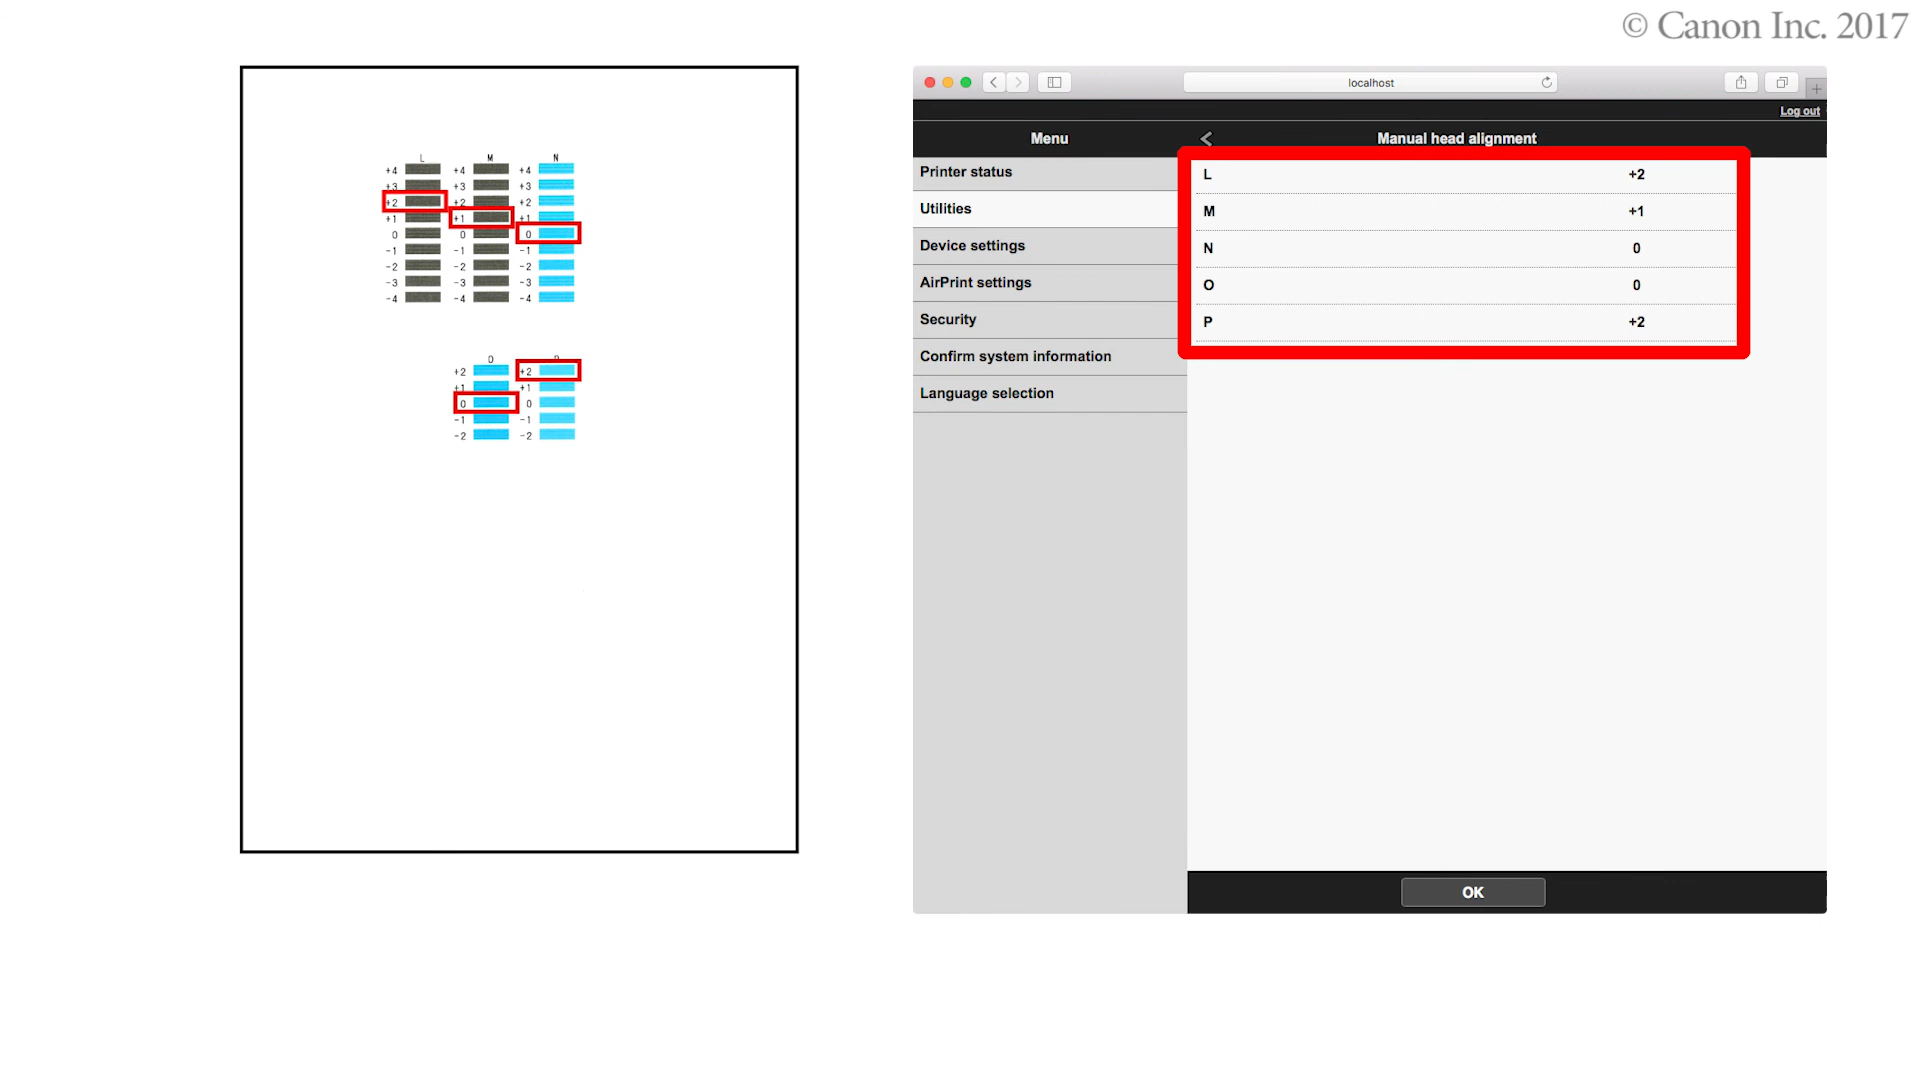 © Canon Inc. 2017
L M N
+4 +4 +4
+3 +3 +3
+2 +2 +2
+1 +1 +1
0 0 0
-1 -1 -1
-2 -2 -2
-3 -3 -3
-4 -4 -4
O
+2 +2
+1 +1
0 0
-1 -1
-2 -2
localhost
Log out
Menu
Manual head alignment
Printer status
Utilities
Device settings
AirPrint settings
Security
Confirm system information
Language selection
L +2
M +1
N 0
O 0
P +2
OK